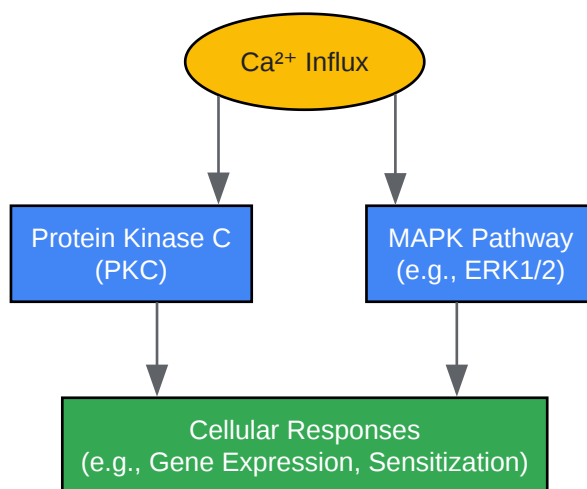 Ca²⁺ Influx
Protein Kinase C
(PKC)
MAPK Pathway
(e.g., ERK1/2)
Cellular Responses
(e.g., Gene Expression, Sensitization)